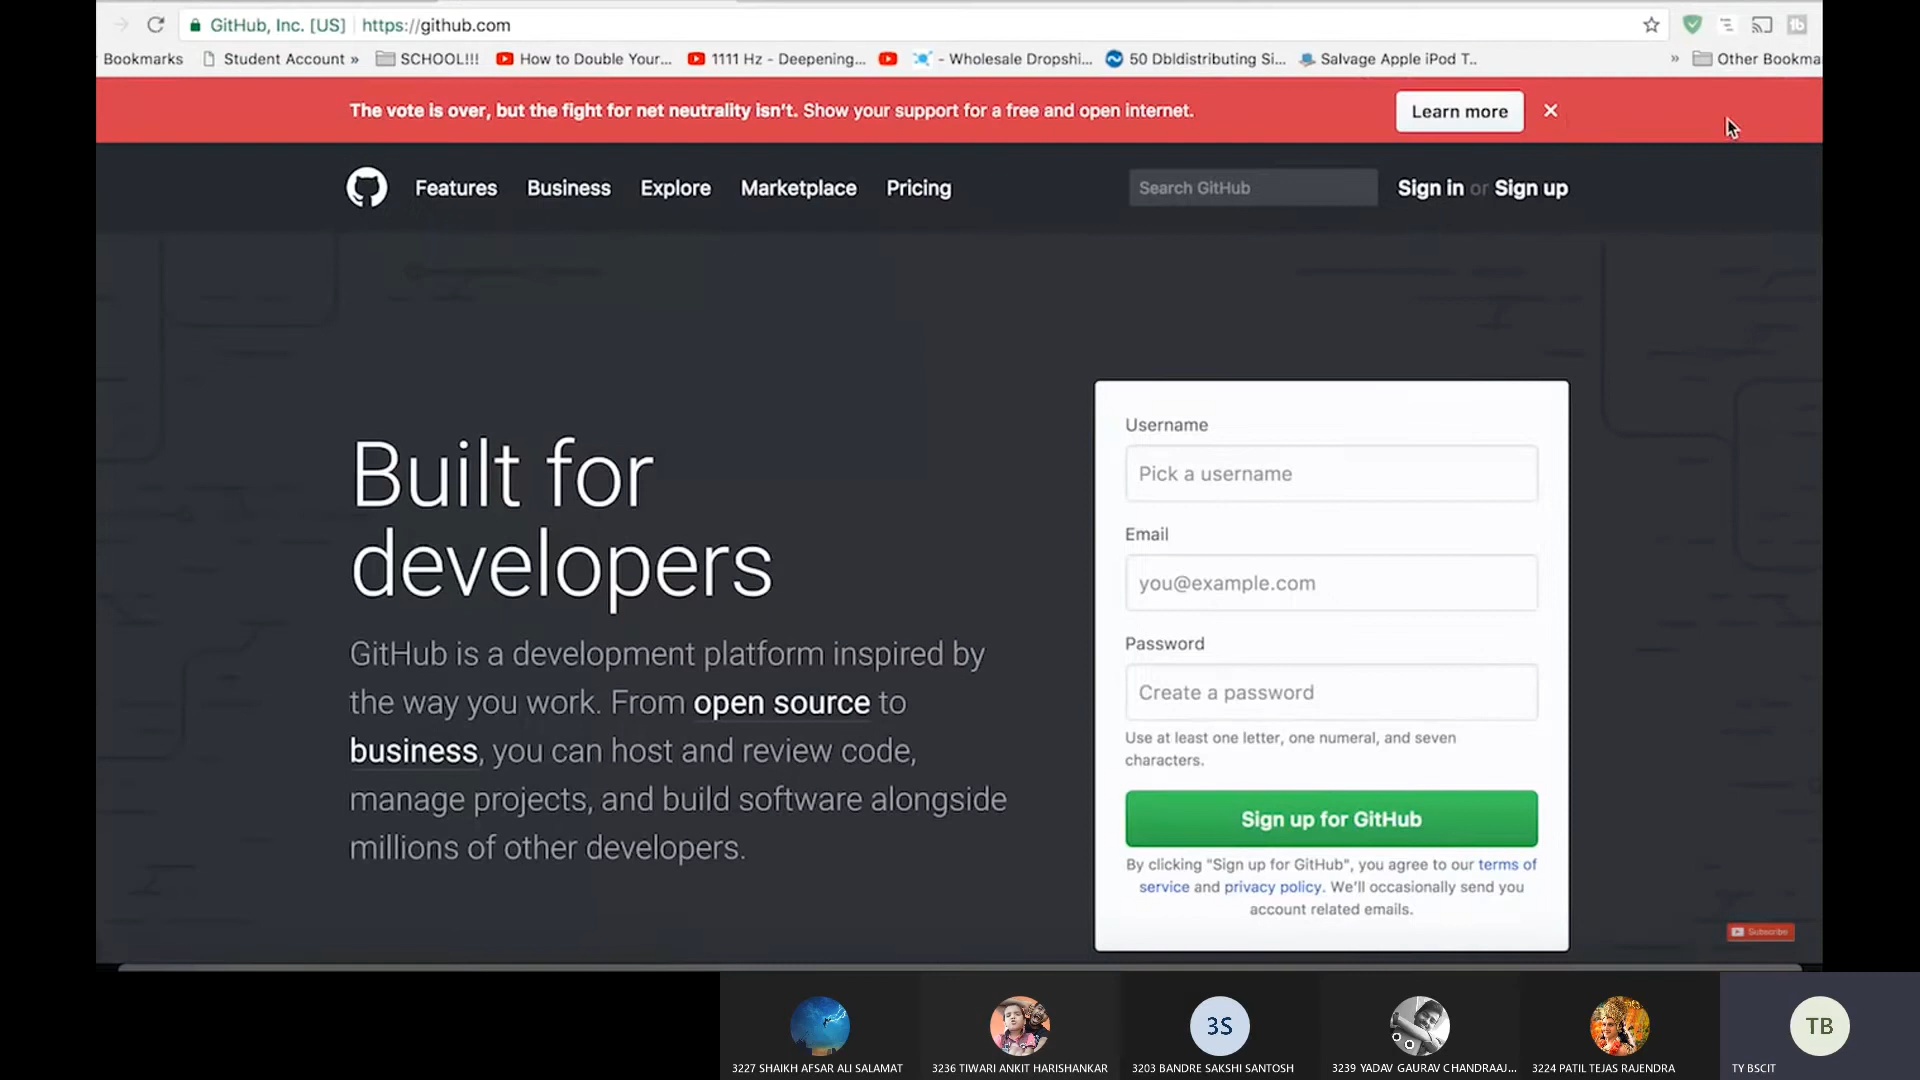 GitHub, Inc. [US] https://github.com
Bookmarks Student Account » SCHOOL!!! How to Double Your... 1111 Hz - Deepening... - Wholesale Dropshi... 50 Dbldistributing Si... Salvage Apple iPod T.. » Other Bookma
The vote is over, but the fight for net neutrality isn't. Show your support for a free and open internet. Learn more
Features Business Explore Marketplace Pricing Search GitHub Sign in or Sign up
Built for
developers
GitHub is a development platform inspired by
the way you work. From open source to
business, you can host and review code,
manage projects, and build software alongside
millions of other developers.
Username
Pick a username
Email
you@example.com
Password
Create a password
Use at least one letter, one numeral, and seven
characters.
Sign up for GitHub
By clicking "Sign up for GitHub", you agree to our terms of
service and privacy policy. We'll occasionally send you
account related emails.
Subscribe
3S TB
3227 SHAIKH AFSAR ALI SALAMAT 3236 TIWARI ANKIT HARISHANKAR 3203 BANDRE SAKSHI SANTOSH 3239 YADAV GAURAV CHANDRAAJ... 3224 PATIL TEJAS RAJENDRA TY BSCIT